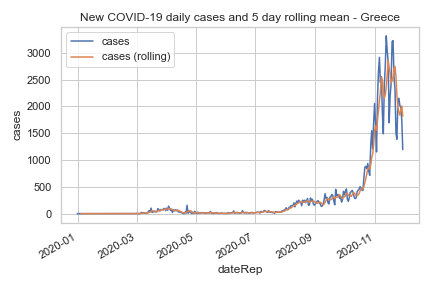 New COVID-19 daily cases and 5 day rolling mean - Greece
cases
cases (rolling)
3000
2500
2000
1500
1000
500
0
cases
2020-01
2020-03
2020-05
2020-07
2020-09
2020-11
dateRep